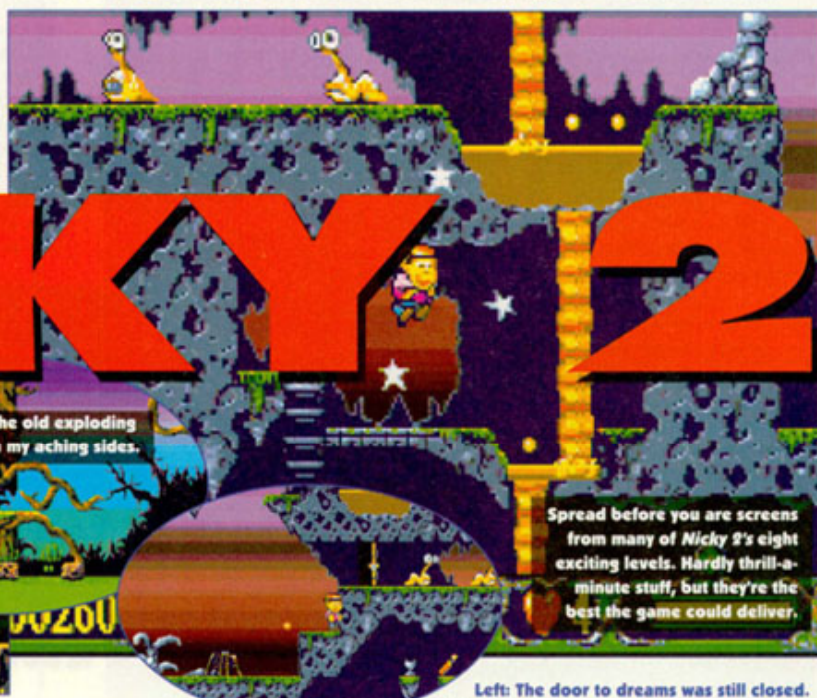 KY 2
he old exploding
my aching sides.
00260
Spread before you are screens
from many of Nicky 2's eight
exciting levels. Hardly thrill-a-
minute stuff, but they're the
best the game could deliver.
Left: The door to dreams was still closed.